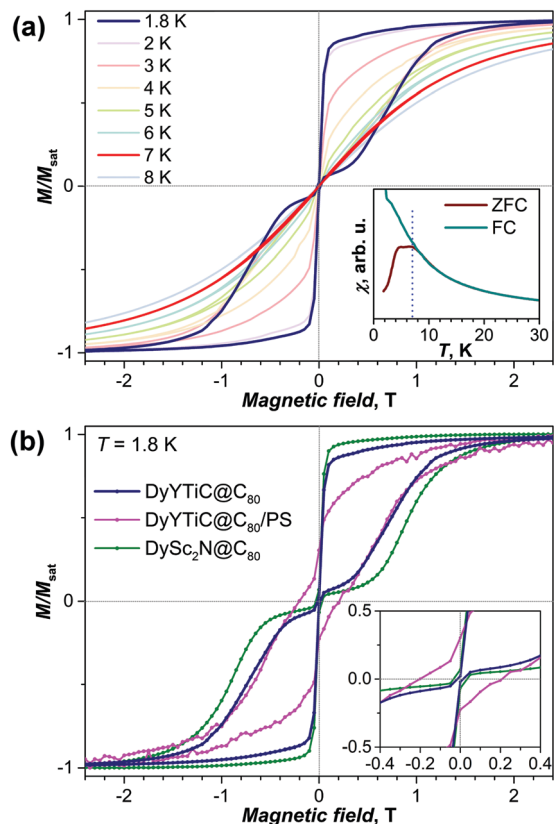 (a)
1.8 K
2 K
3 K
4 K
5 K
6 K
7 K
8 K
M/Msat
1
0
-1
-2
-1
0
1
2
Magnetic field, T
ZFC
FC
χ, arb. u.
0
10
20
30
T, K
(b)
T = 1.8 K
DyYTiC@C80
DyYTiC@C80/PS
DySc2N@C80
M/Msat
1
0
-1
-2
-1
0
1
2
Magnetic field, T
0.5
0.0
-0.5
-0.4
-0.2
0.0
0.2
0.4